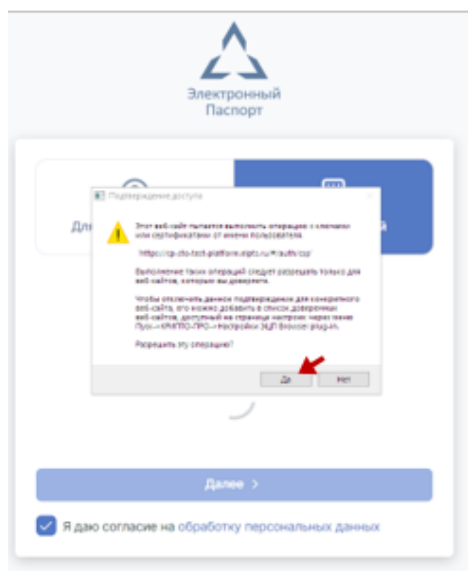 Электронный
Паспорт
Подтверждение доступа
Дл
й
Этот веб-сайт пытается выполнить операцию с ключами
или сертификатами от имени пользователя.
Выполнение таких операций следует разрешать только для
веб-сайтов, которым вы доверяете.
Чтобы отключить данное подтверждение для конкретного
веб-сайта, его можно добавить в список доверенных
веб-сайтов, доступный на странице настроек через меню
Пуск->КРИПТО-ПРО->Настройки ЭЦП Browser plug-in.
Разрешить эту операцию?
Да Нет
Далее >
Я даю согласие на обработку персональных данных